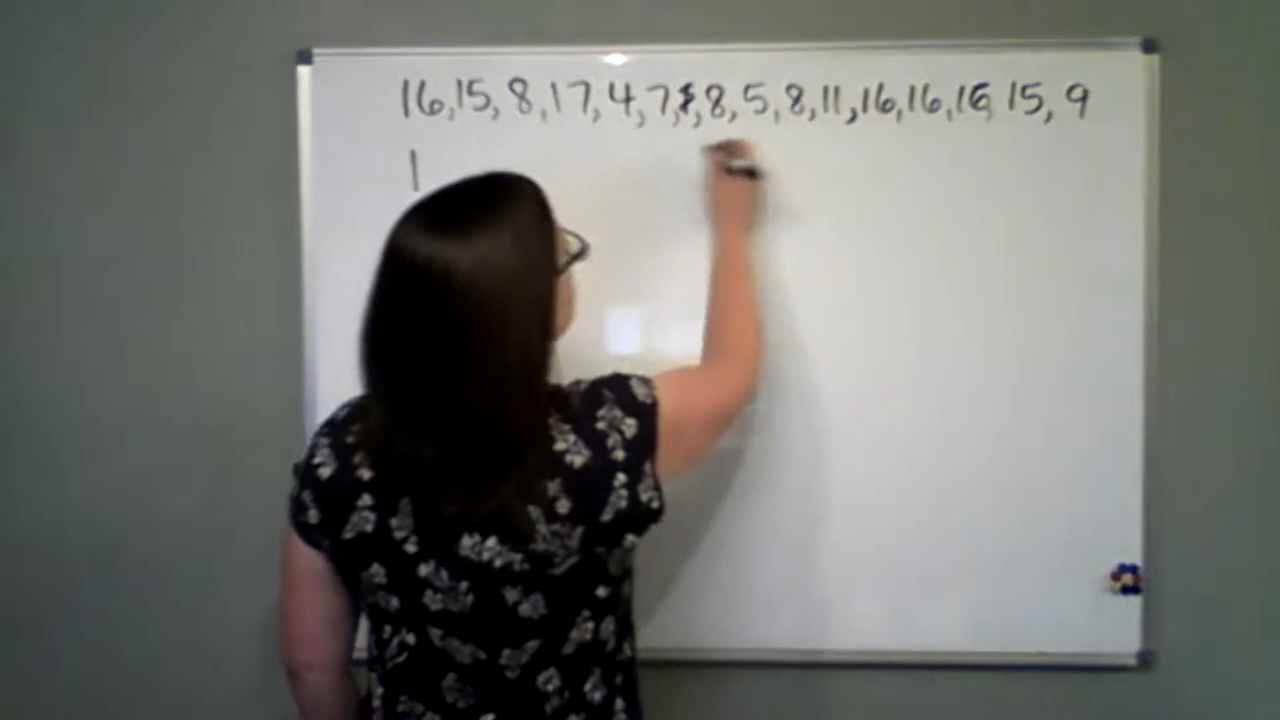 16, 15, 8, 17, 4, 7, 8, 5, 8, 11, 16, 16, 16, 15, 9
1